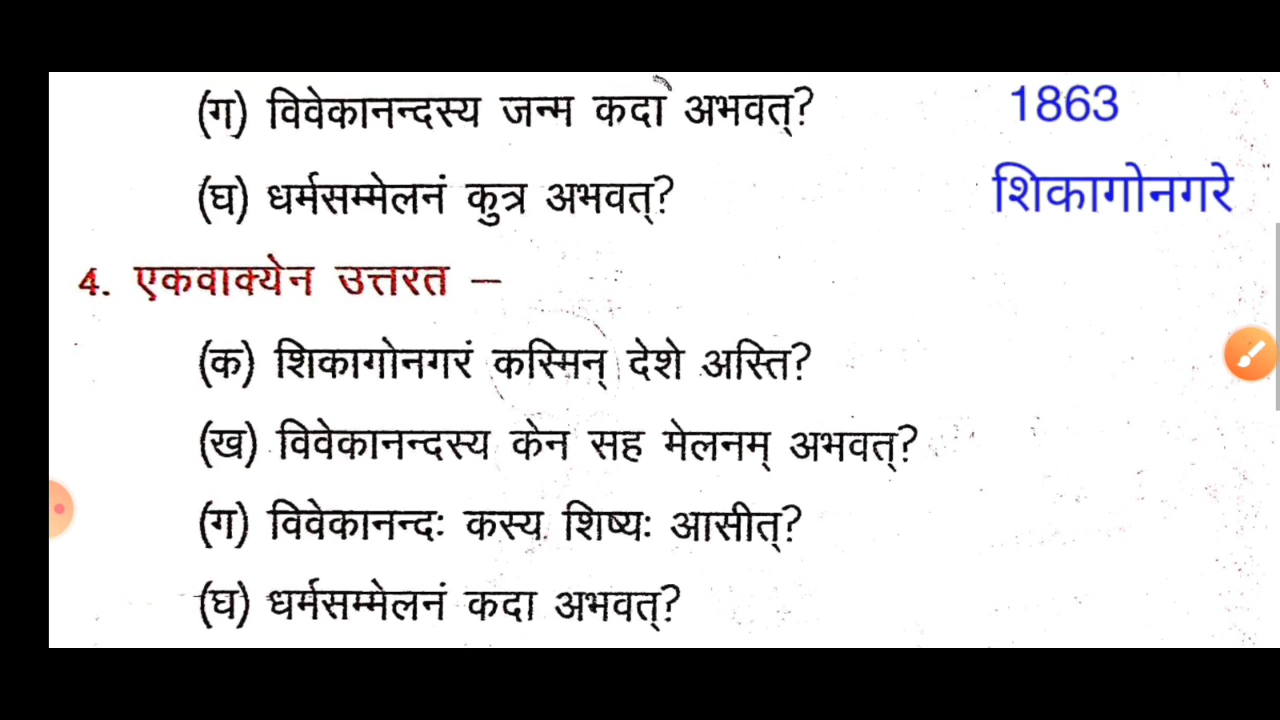 (ग) विवेकानन्दस्य जन्म कदा अभवत्? 1863
(घ) धर्मसम्मेलनं कुत्र अभवत्? शिकागोनगरे
4. एकवाक्येन उत्तरत –
(क) शिकागोनगरं कस्मिन् देशे अस्ति?
(ख) विवेकानन्दस्य केन सह मेलनम् अभवत्?
(ग) विवेकानन्दः कस्य शिष्यः आसीत्?
(घ) धर्मसम्मेलनं कदा अभवत्?